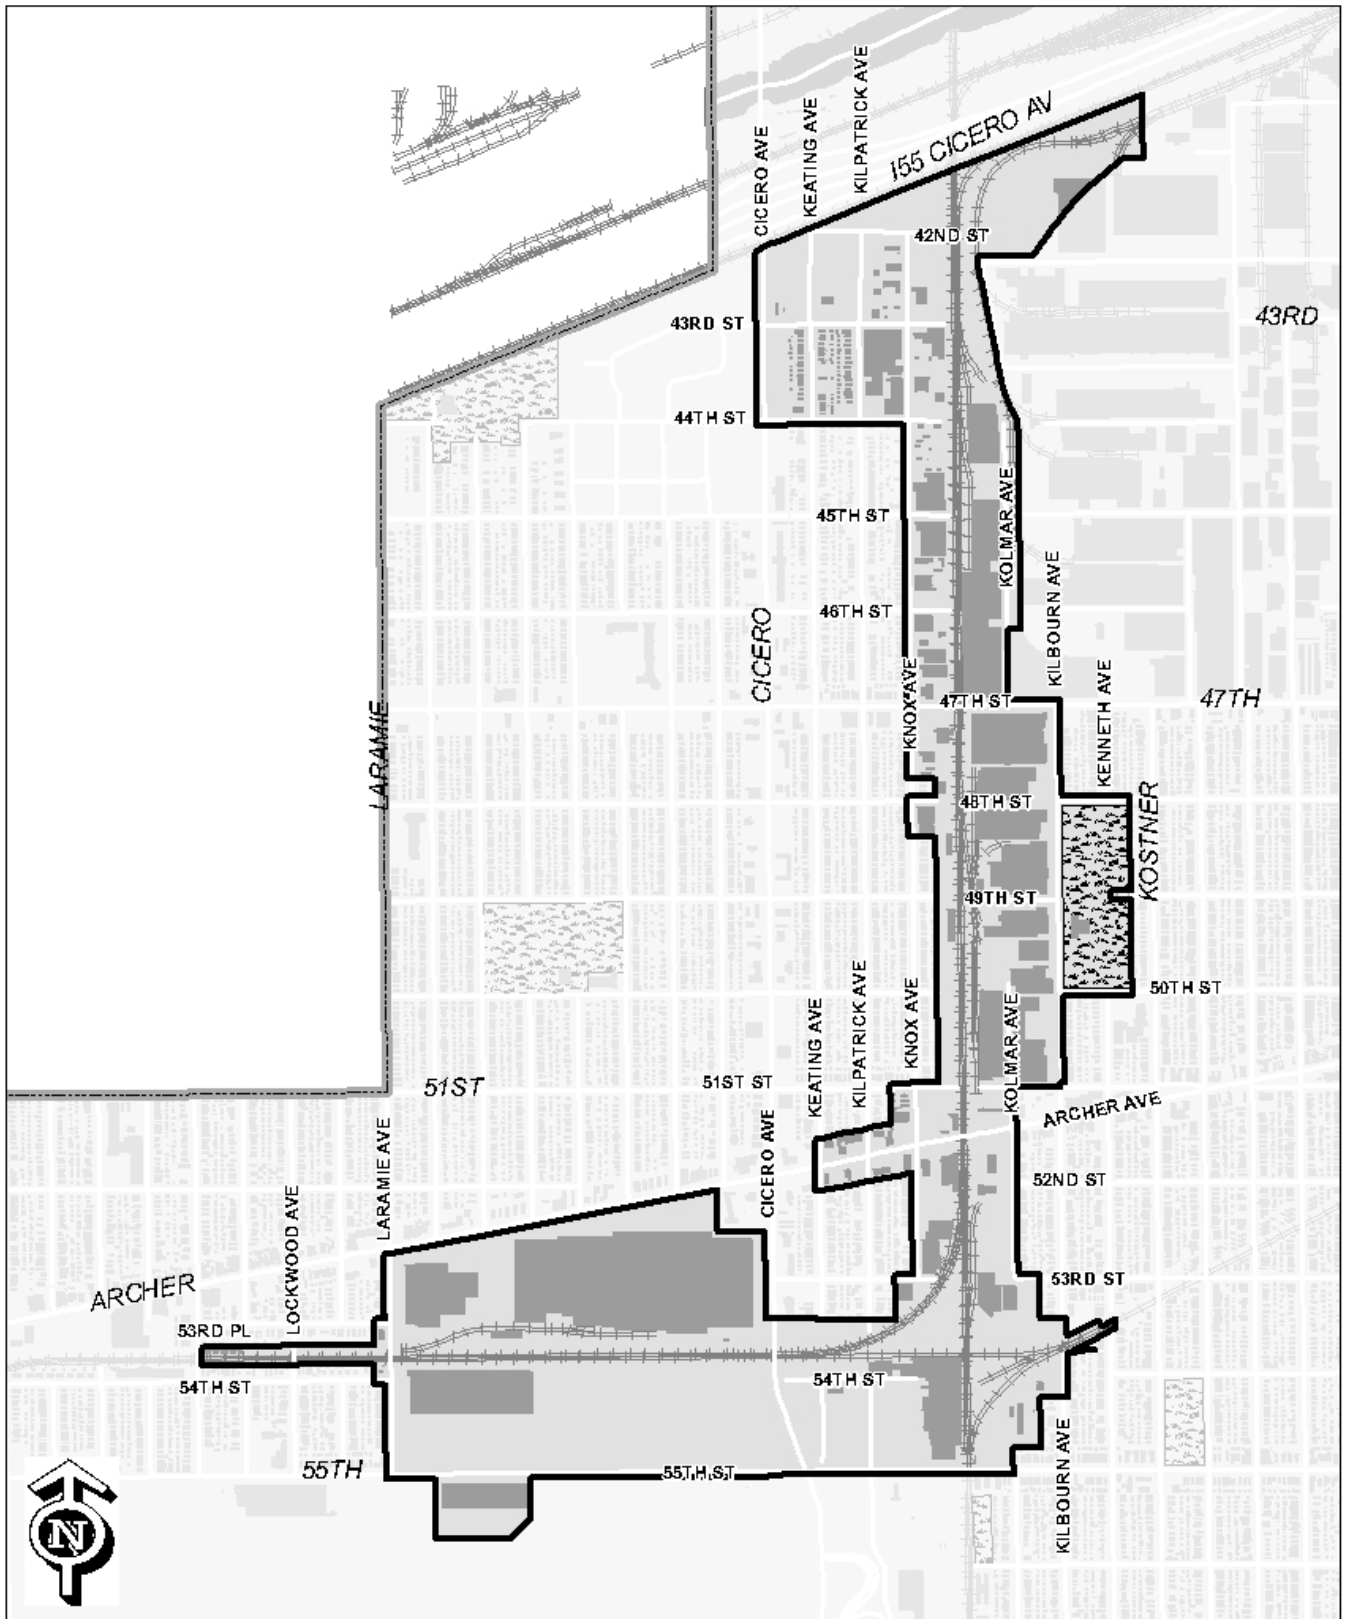 KILPATRICK AVE
KEATING AVE
CICERO AVE
I55 CICERO AV
42ND ST
43RD ST
43RD
44TH ST
45TH ST
KOLMAR AVE
46TH ST
KILBOURN AVE
CICERO
KNOX AVE
KENNETH AVE
47TH ST
47TH
LARAMIE
48TH ST
KOSTNER
49TH ST
50TH ST
KEATING AVE
KILPATRICK AVE
KNOX AVE
KOLMAR AVE
51ST
51ST ST
ARCHER AVE
LARAMIE AVE
CICERO AVE
52ND ST
LOCKWOOD AVE
ARCHER
53RD ST
53RD PL
54TH ST
54TH ST
55TH
55TH ST
KILBOURN AVE
N